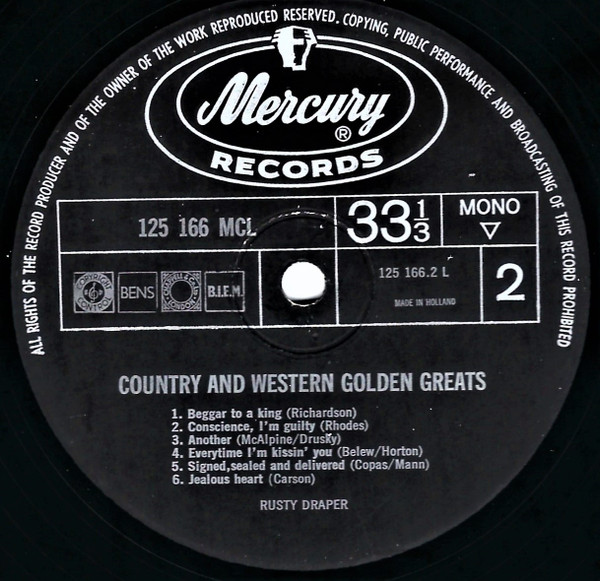 ALL RIGHTS OF THE RECORD PRODUCER AND OF THE OWNER OF THE WORK REPRODUCED RESERVED. COPYING, PUBLIC PERFORMANCE AND BROADCASTING OF THIS RECORD PROHIBITED
Mercury ®
RECORDS
125 166 MCL
33 1/3
MONO
▽
BENS
B.I.E.M.
125 166.2 L
MADE IN HOLLAND
2
COUNTRY AND WESTERN GOLDEN GREATS
1. Beggar to a king (Richardson)
2. Conscience, I'm guilty (Rhodes)
3. Another (McAlpine/Drusky)
4. Everytime I'm kissin' you (Belew/Horton)
5. Signed,sealed and delivered (Copas/Mann)
6. Jealous heart (Carson)
RUSTY DRAPER